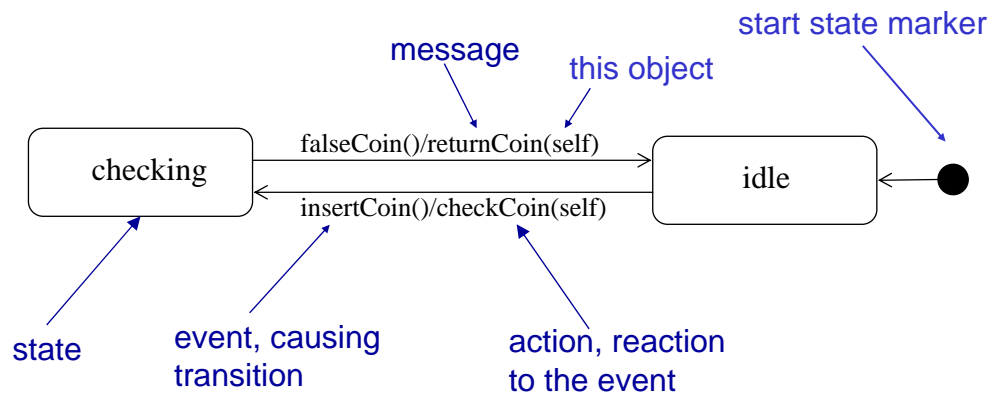 start state marker
message
this object
falseCoin()/returnCoin(self)
checking
idle
insertCoin()/checkCoin(self)
state
event, causing
transition
action, reaction
to the event